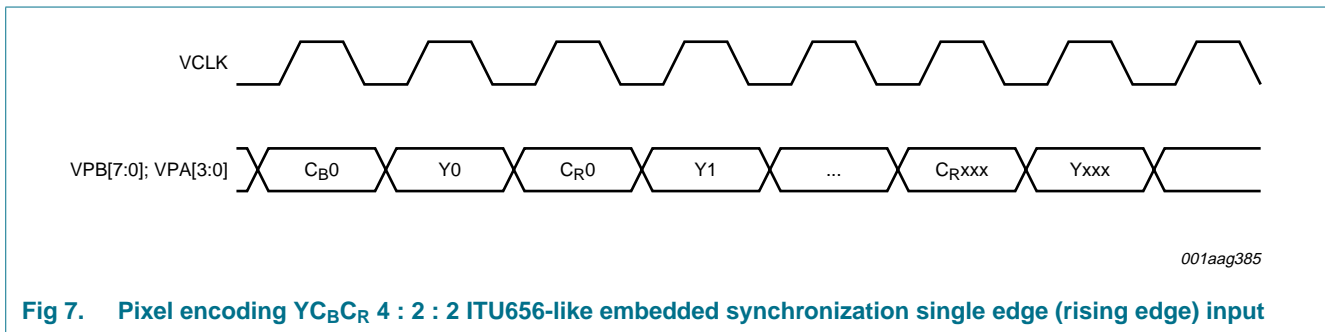 VCLK
VPB[7:0]; VPA[3:0] CB0 Y0 CR0 Y1 ... CRxxx Yxxx
001aag385
Fig 7. Pixel encoding YCBCR 4 : 2 : 2 ITU656-like embedded synchronization single edge (rising edge) input